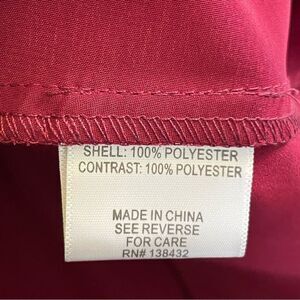 SHELL: 100% POLYESTER
CONTRAST: 100% POLYESTER
MADE IN CHINA
SEE REVERSE
FOR CARE
RN# 138432